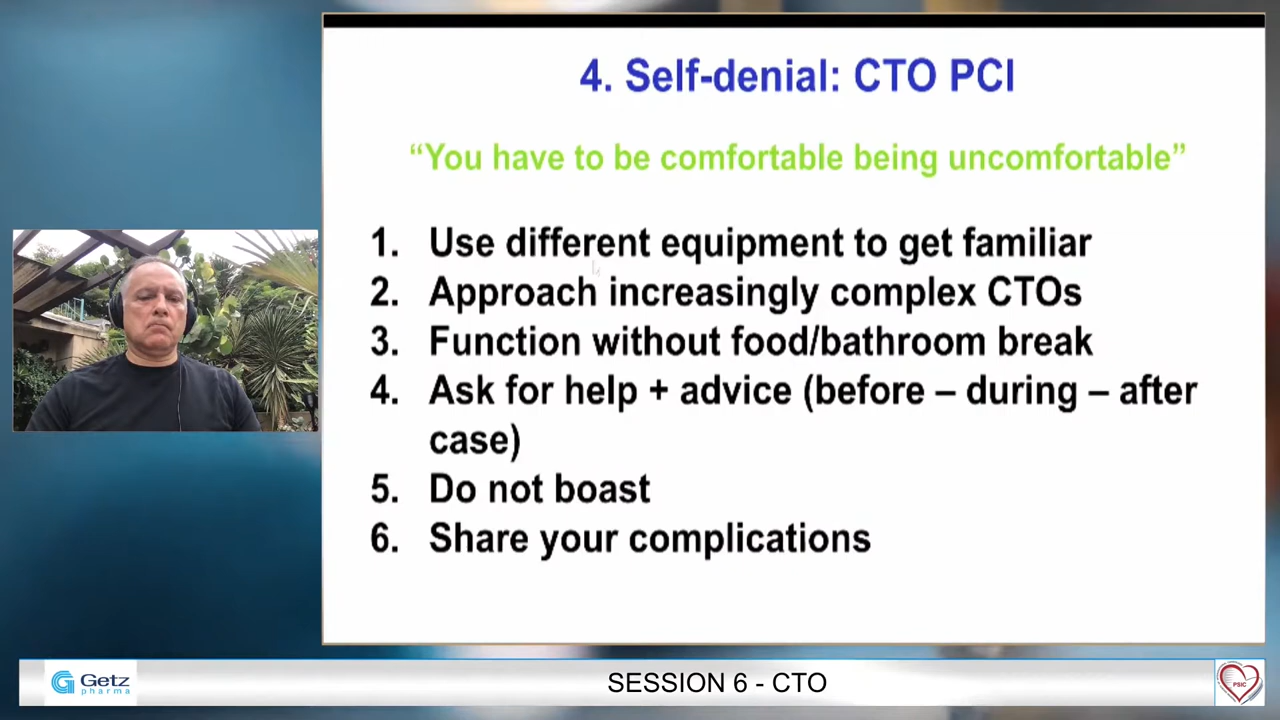 4. Self-denial: CTO PCI
“You have to be comfortable being uncomfortable”
1. Use different equipment to get familiar
2. Approach increasingly complex CTOs
3. Function without food/bathroom break
4. Ask for help + advice (before – during – after
case)
5. Do not boast
6. Share your complications
Getz
pharma
SESSION 6 - CTO
PSIC